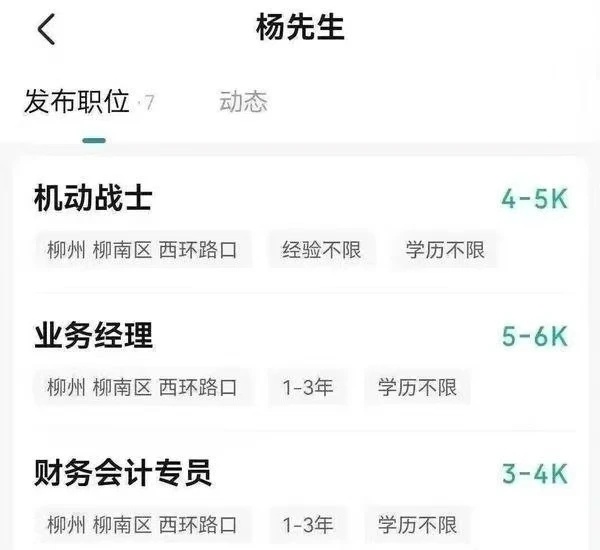 杨先生
发布职位·7 动态
机动战士 4-5K
柳州 柳南区 西环路口 经验不限 学历不限
业务经理 5-6K
柳州 柳南区 西环路口 1-3年 学历不限
财务会计专员 3-4K
柳州 柳南区 西环路口 1-3年 学历不限